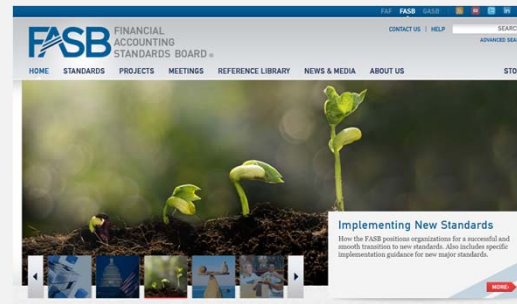 FAF FASB GASB
FASB FINANCIAL
ACCOUNTING
STANDARDS BOARD ®
CONTACT US | HELP
SEARC
ADVANCED SEA
HOME STANDARDS PROJECTS MEETINGS REFERENCE LIBRARY NEWS & MEDIA ABOUT US STO
Implementing New Standards
How the FASB positions organizations for a successful and
smooth transition to new standards. Also includes specific
implementation guidance for new major standards.
MORE